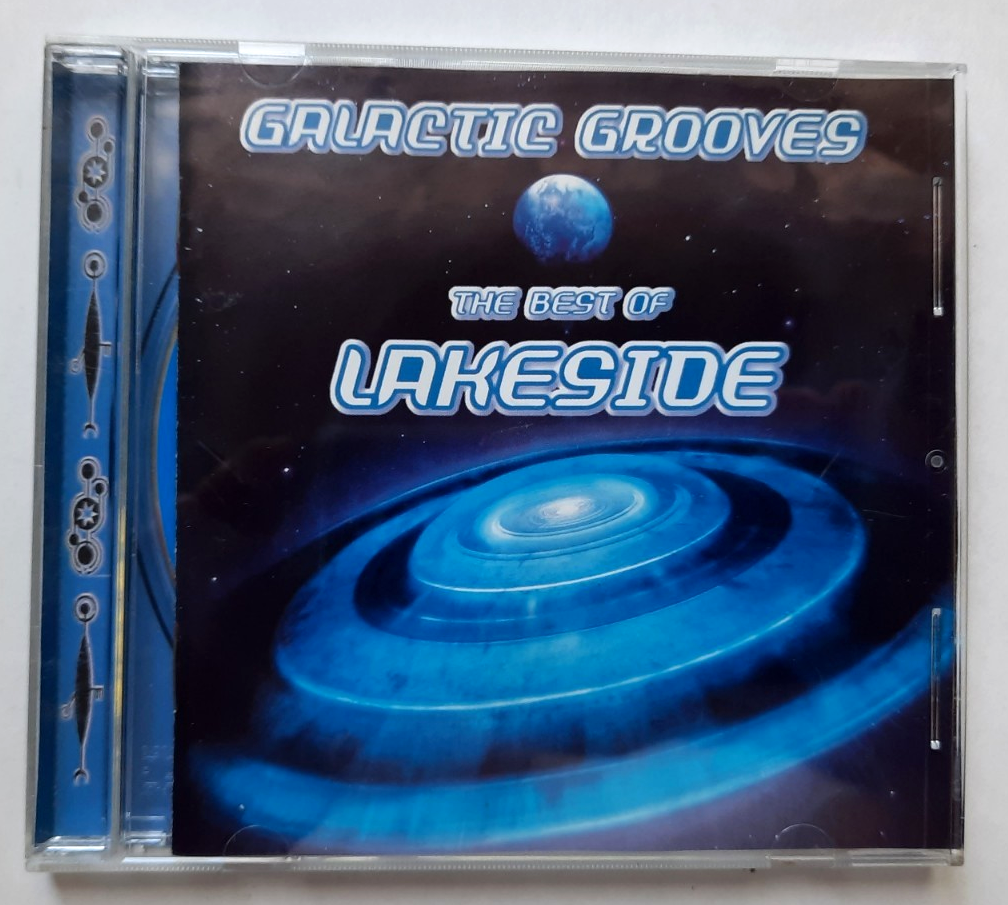 GALACTIC GROOVES
THE BEST OF
LAKESIDE